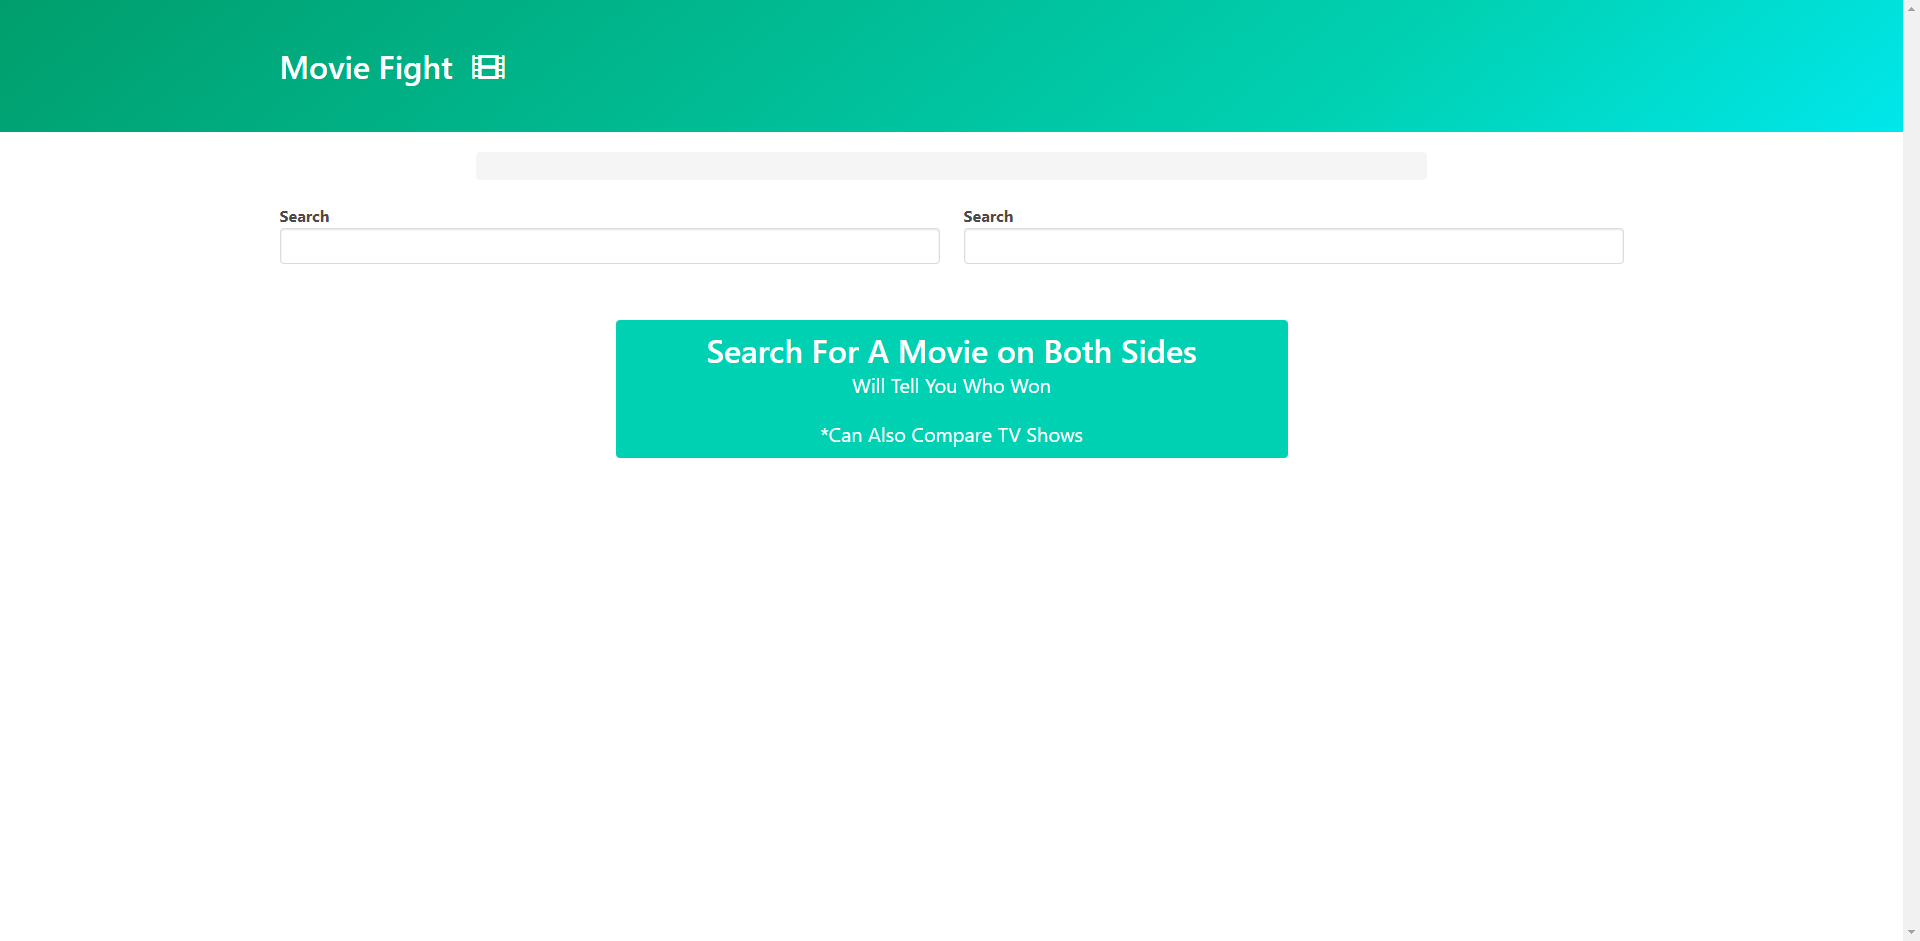 Movie Fight
Search
Search
Search For A Movie on Both Sides
Will Tell You Who Won
*Can Also Compare TV Shows